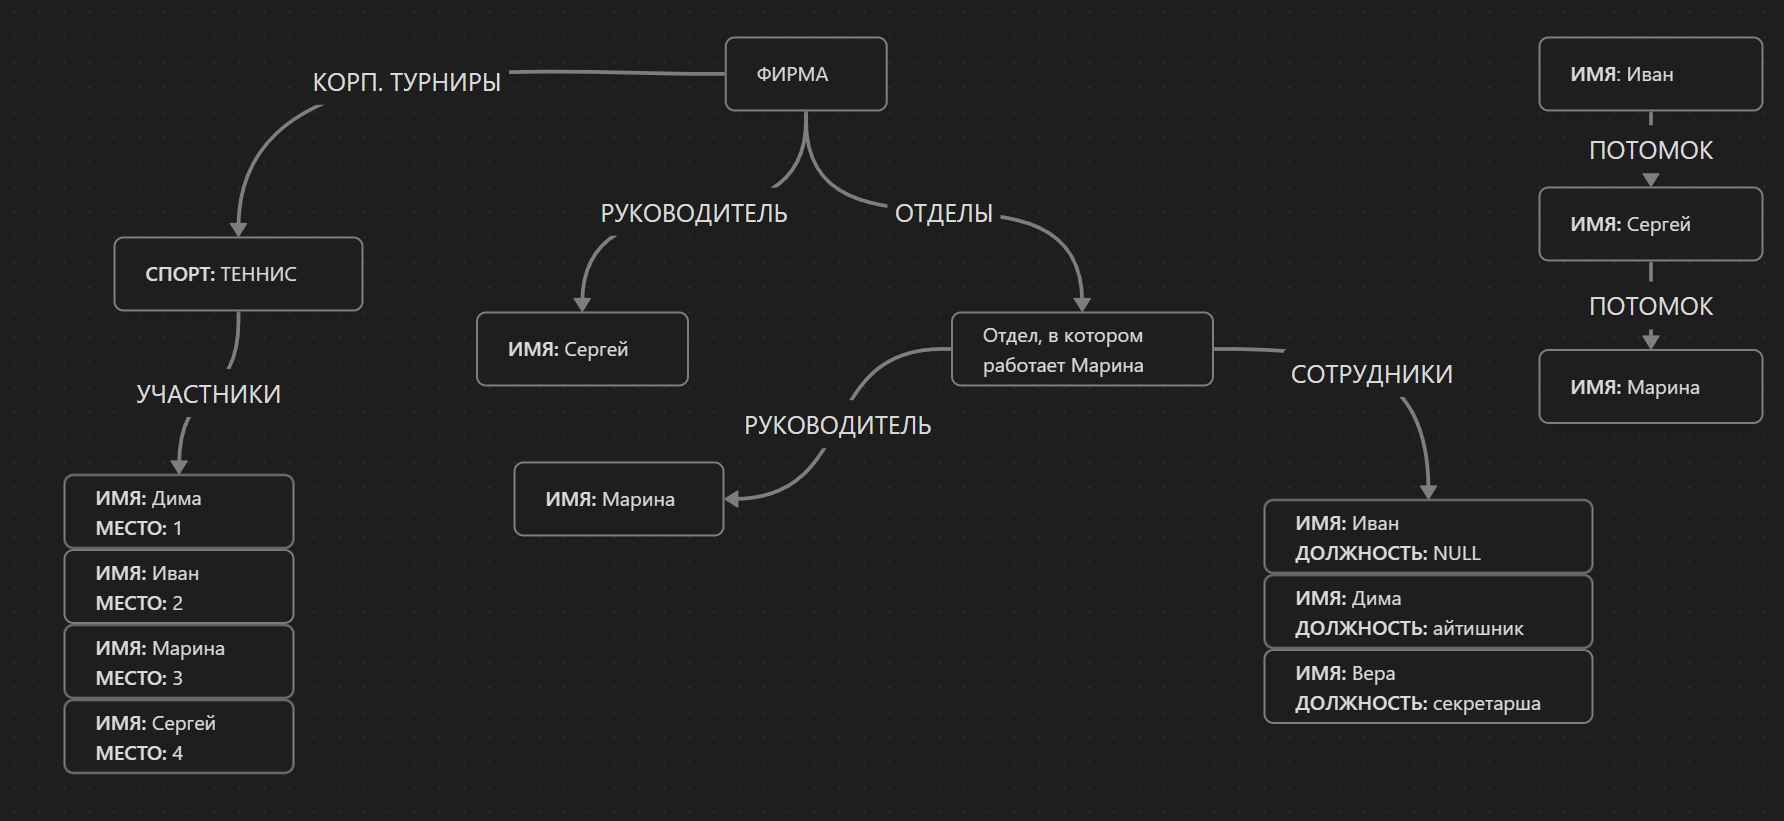 ФИРМА
КОРП. ТУРНИРЫ
РУКОВОДИТЕЛЬ
ОТДЕЛЫ
СПОРТ: ТЕННИС
УЧАСТНИКИ
ИМЯ: Дима
МЕСТО: 1
ИМЯ: Иван
МЕСТО: 2
ИМЯ: Марина
МЕСТО: 3
ИМЯ: Сергей
МЕСТО: 4
ИМЯ: Сергей
Отдел, в котором
работает Марина
РУКОВОДИТЕЛЬ
ИМЯ: Марина
СОТРУДНИКИ
ИМЯ: Иван
ДОЛЖНОСТЬ: NULL
ИМЯ: Дима
ДОЛЖНОСТЬ: айтишник
ИМЯ: Вера
ДОЛЖНОСТЬ: секретарша
ИМЯ: Иван
ПОТОМОК
ИМЯ: Сергей
ПОТОМОК
ИМЯ: Марина